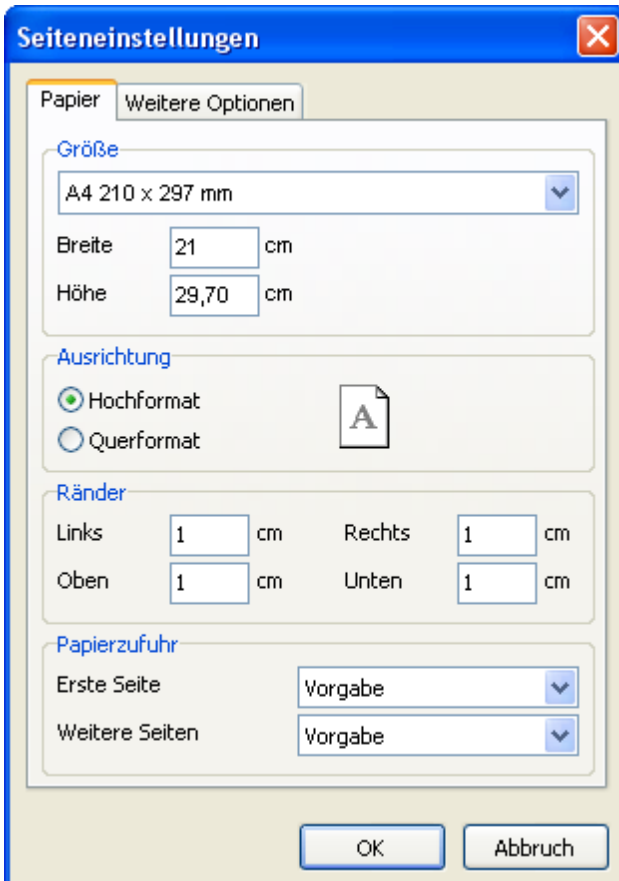 Seiteneinstellungen
Papier Weitere Optionen
Größe
A4 210 x 297 mm
Breite 21 cm
Höhe 29,70 cm
Ausrichtung
Hochformat
A
Querformat
Ränder
Links 1 cm Rechts 1 cm
Oben 1 cm Unten 1 cm
Papierzufuhr
Erste Seite Vorgabe
Weitere Seiten Vorgabe
OK Abbruch